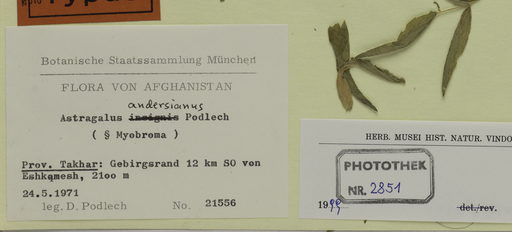 Botanische Staatssammlung München
FLORA VON AFGHANISTAN
andersianus
Astragalus insignis Podlech
( § Myobroma )
Prov. Takhar: Gebirgsrand 12 km SO von
Eshkamesh, 2100 m
24.5.1971
leg. D. Podlech No. 21556
HERB. MUSEI HIST. NATUR. VINDO
PHOTOTHEK
NR. 2851
1999 det./rev.